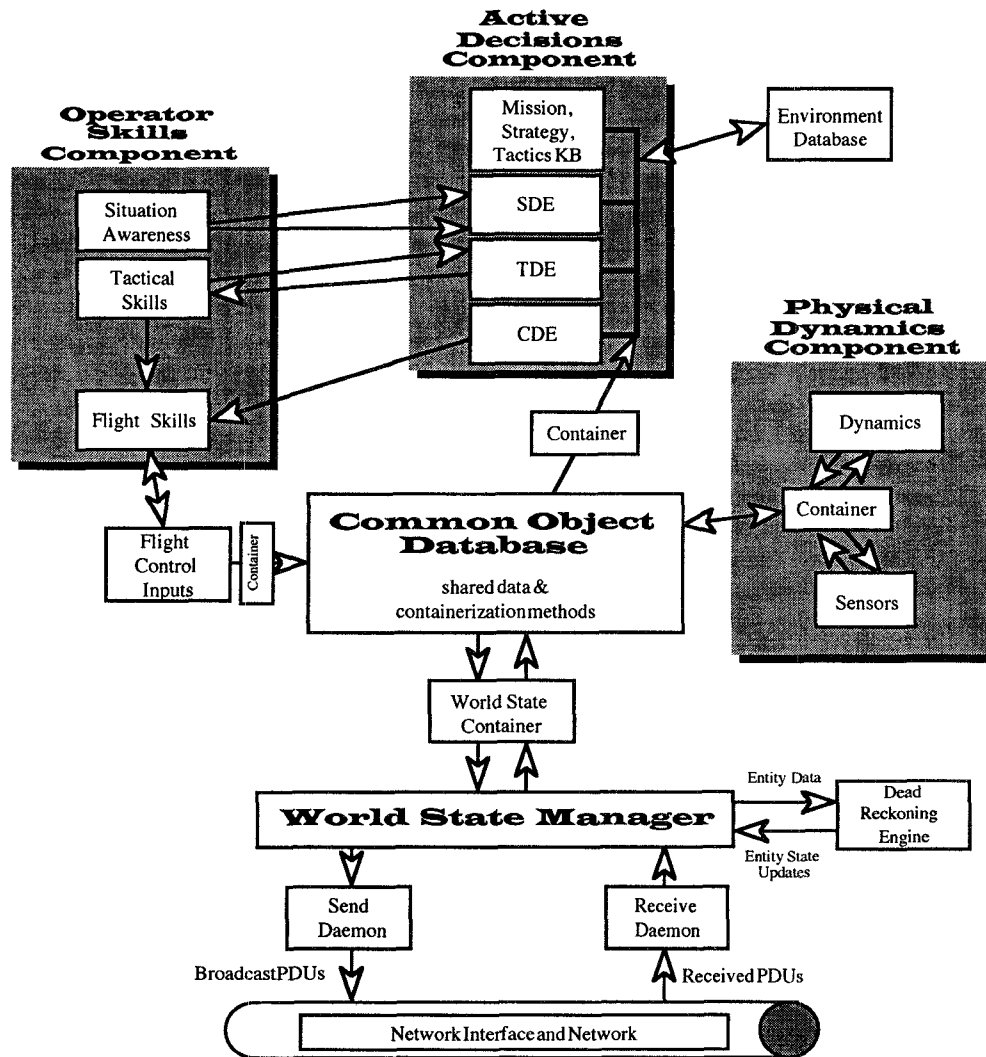 Active
Decisions
Component
Operator
Skills
Component
Mission,
Strategy,
Tactics KB
Environment
Database
Situation
Awareness
SDE
Tactical
Skills
TDE
CDE
Physical
Dynamics
Component
Flight Skills
Container
Dynamics
Container
Sensors
Flight
Control
Inputs
Container
Common Object
Database
shared data &
containerization methods
World State
Container
Entity Data
World State Manager
Dead
Reckoning
Engine
Entity State
Updates
Send
Daemon
Receive
Daemon
BroadcastPDUs
Received PDUs
Network Interface and Network